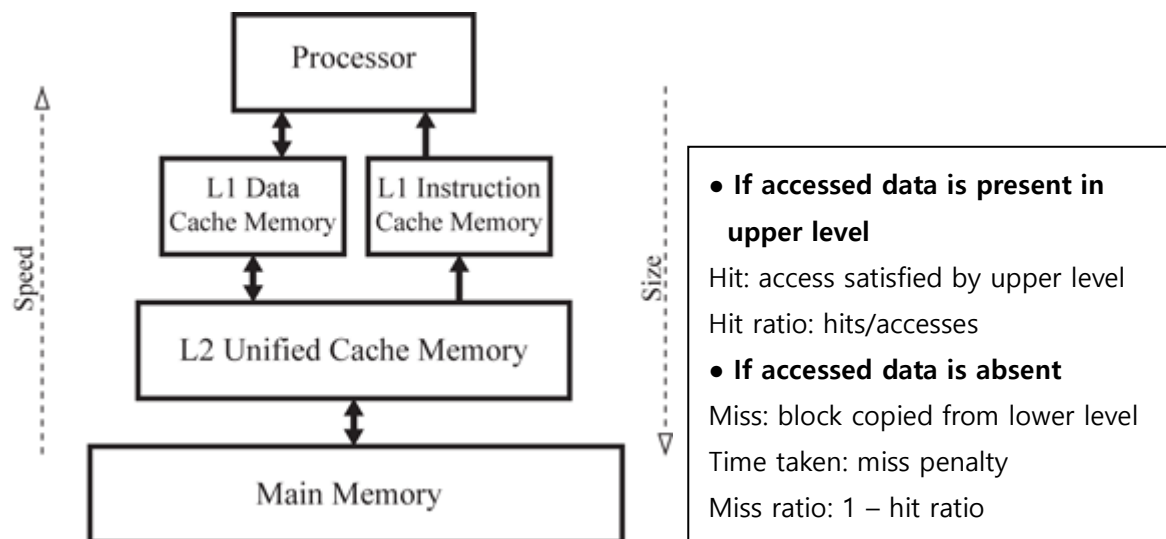 Processor
Speed
L1 Data
Cache Memory
L1 Instruction
Cache Memory
Size
L2 Unified Cache Memory
Main Memory
● If accessed data is present in
upper level
Hit: access satisfied by upper level
Hit ratio: hits/accesses
● If accessed data is absent
Miss: block copied from lower level
Time taken: miss penalty
Miss ratio: 1 – hit ratio